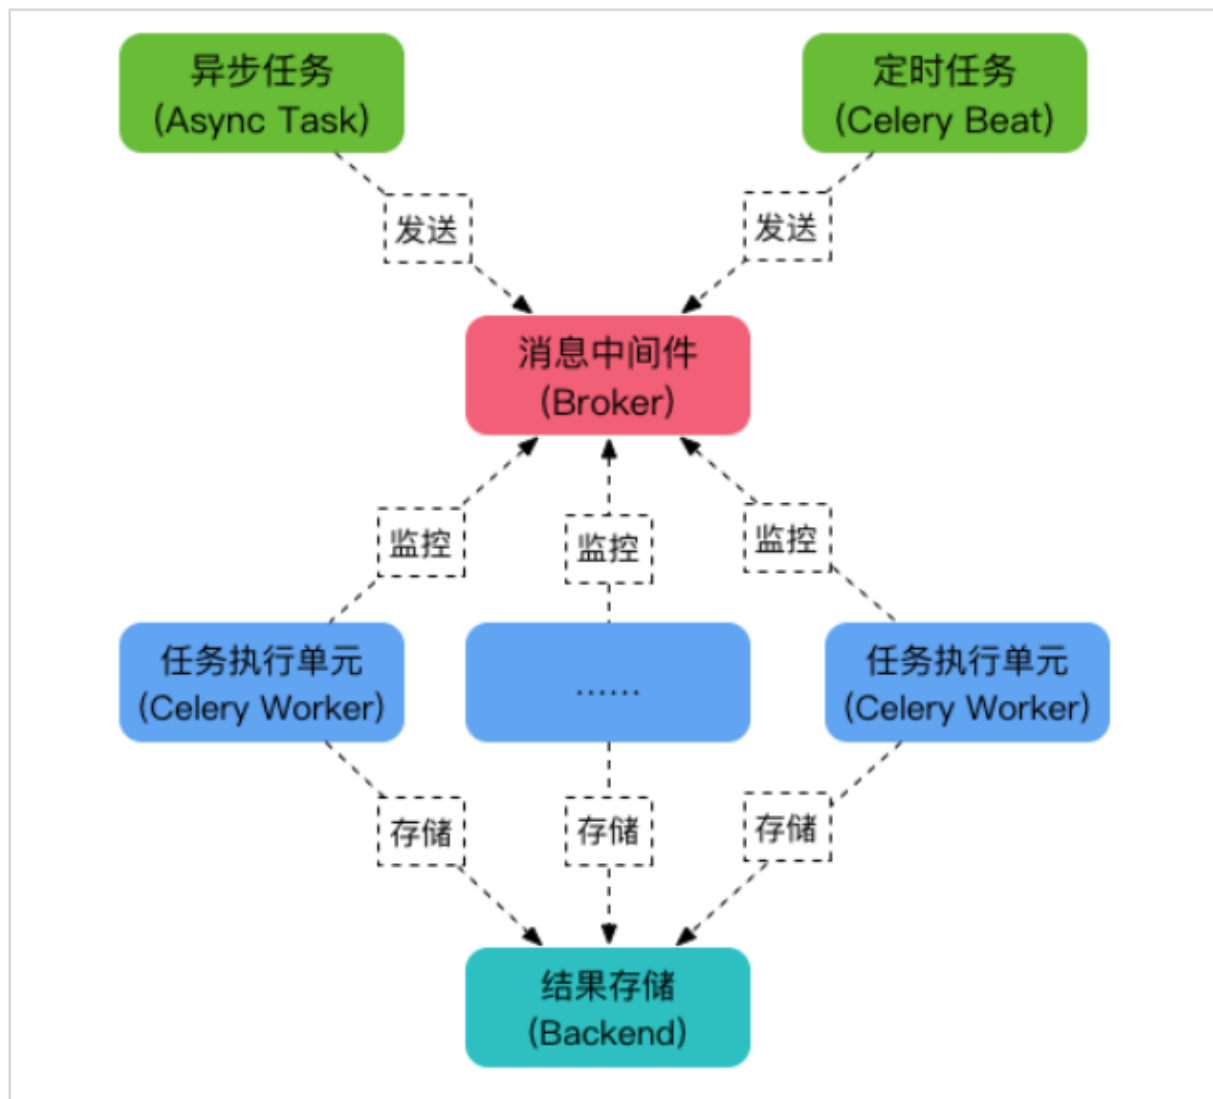 异步任务
(Async Task)
定时任务
(Celery Beat)
发送
发送
消息中间件
(Broker)
监控
监控
监控
任务执行单元
(Celery Worker)
......
任务执行单元
(Celery Worker)
存储
存储
存储
结果存储
(Backend)